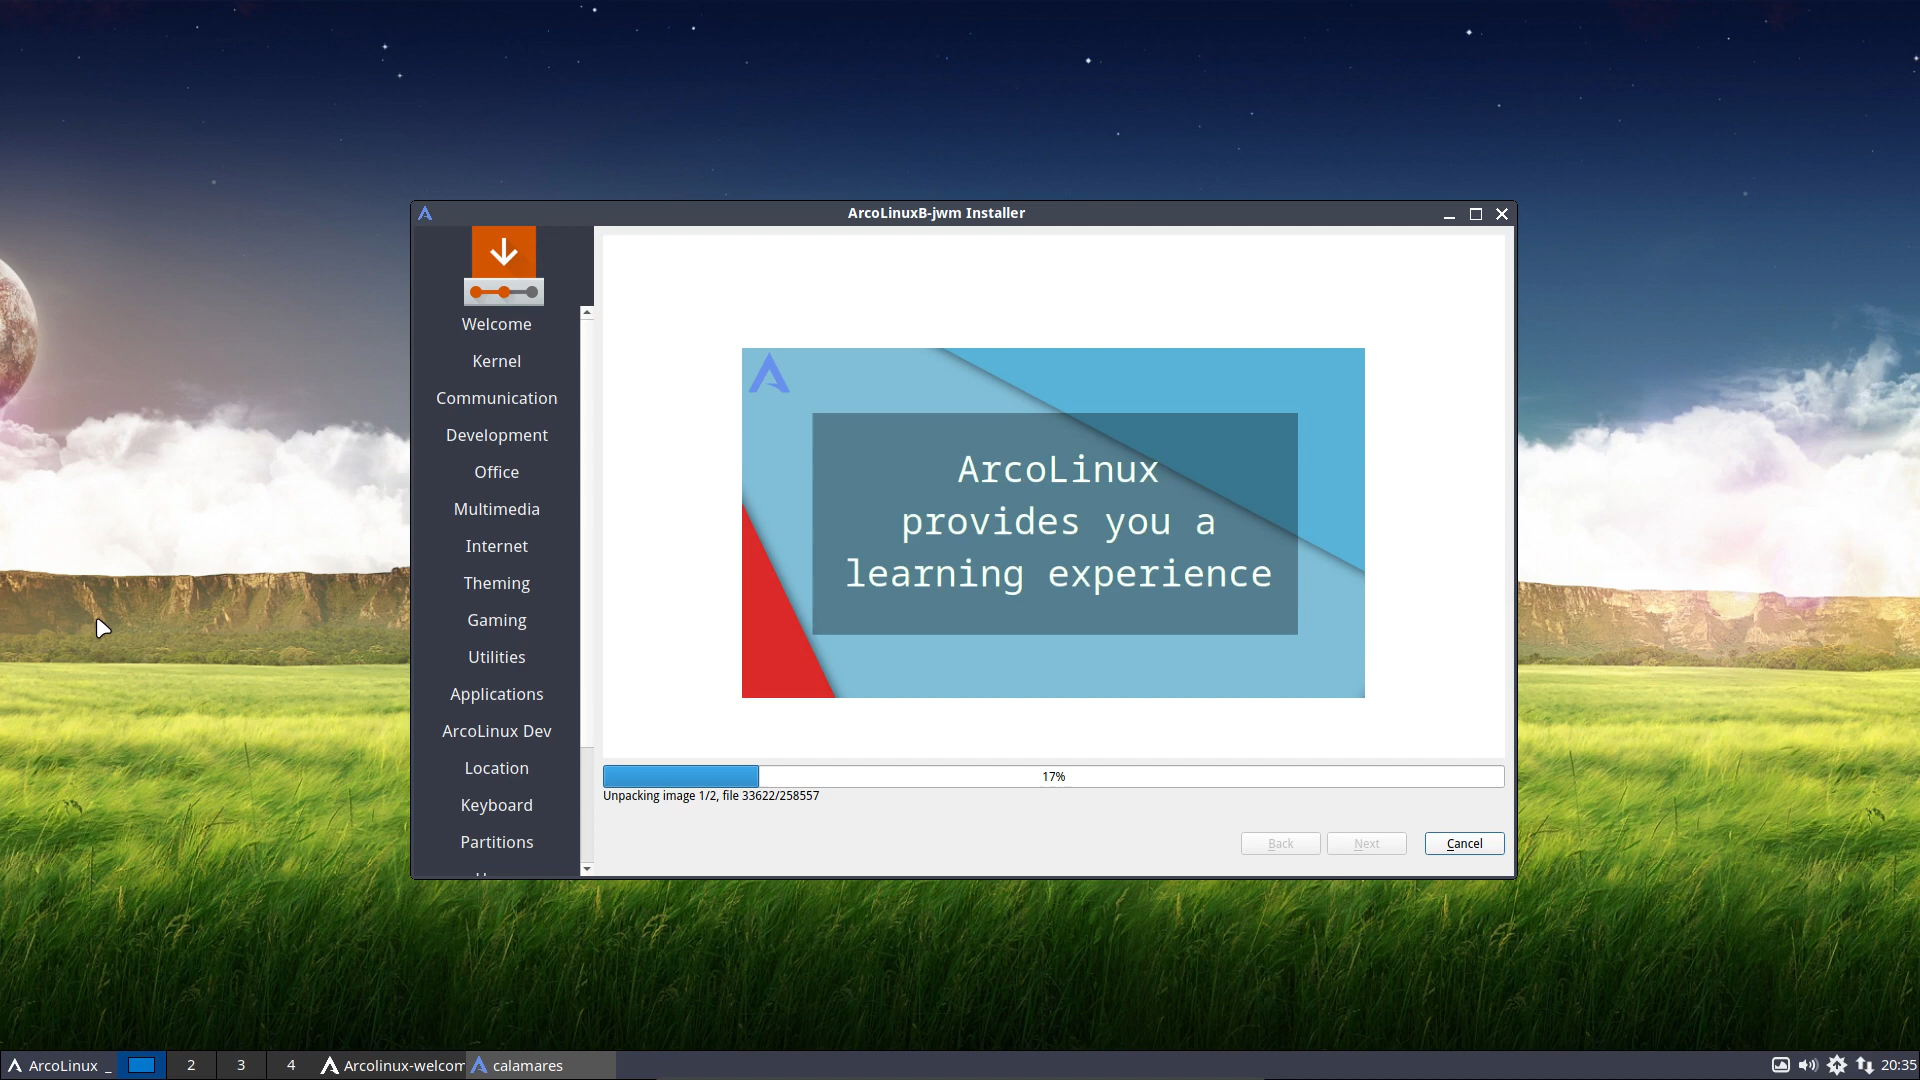 ArcoLinuxB-jwm Installer
Welcome
Kernel
Communication
Development
Office
Multimedia
Internet
Theming
Gaming
Utilities
Applications
ArcoLinux Dev
Location
Keyboard
Partitions
ArcoLinux
provides you a
learning experience
17%
Unpacking image 1/2, file 33622/258557
Back Next Cancel
ArcoLinux _ 2 3 4 Arcolinux-welcom calamares 20:35